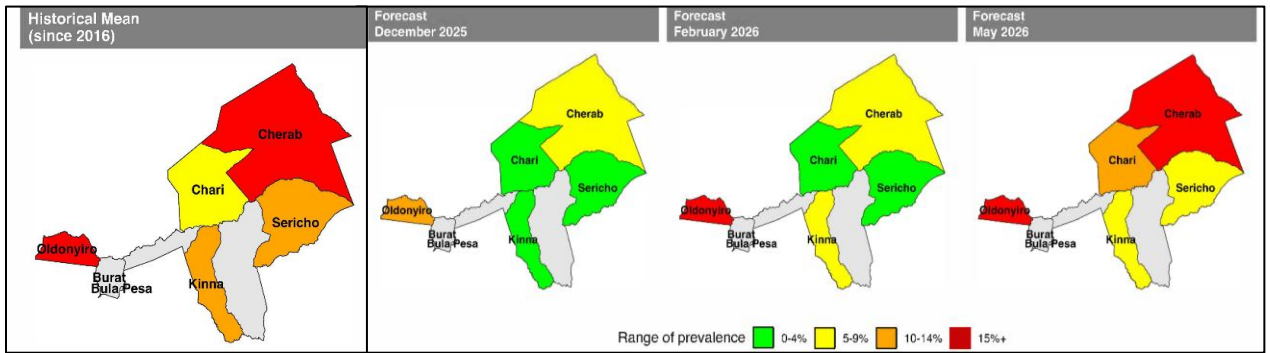 Historical Mean
(since 2016)
Cherab
Chari
Sericho
Oldonyiro
Burat
Bula Pesa
Kinna
Forecast
December 2025
Cherab
Chari
Sericho
Oldonyiro
Burat
Bula Pesa
Kinna
Forecast
February 2026
Cherab
Chari
Sericho
Oldonyiro
Burat
Bula Pesa
Kinna
Forecast
May 2026
Cherab
Chari
Sericho
Oldonyiro
Burat
Bula Pesa
Kinna
Range of prevalence 0-4% 5-9% 10-14% 15%+